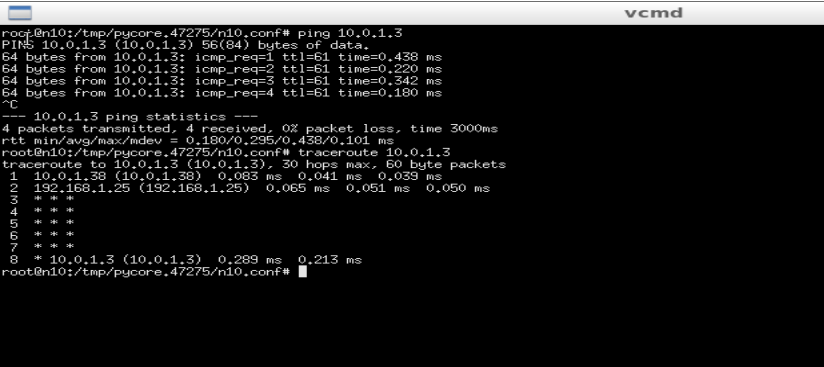 vcmd
root@n10:/tmp/pycore.47275/n10.conf# ping 10.0.1.3
PING 10.0.1.3 (10.0.1.3) 56(84) bytes of data.
64 bytes from 10.0.1.3: icmp_req=1 ttl=61 time=0.438 ms
64 bytes from 10.0.1.3: icmp_req=2 ttl=61 time=0.220 ms
64 bytes from 10.0.1.3: icmp_req=3 ttl=61 time=0.342 ms
64 bytes from 10.0.1.3: icmp_req=4 ttl=61 time=0.180 ms
^C
--- 10.0.1.3 ping statistics ---
4 packets transmitted, 4 received, 0% packet loss, time 3000ms
rtt min/avg/max/mdev = 0.180/0.295/0.438/0.101 ms
root@n10:/tmp/pycore.47275/n10.conf# traceroute 10.0.1.3
traceroute to 10.0.1.3 (10.0.1.3), 30 hops max, 60 byte packets
1 10.0.1.38 (10.0.1.38) 0.083 ms 0.041 ms 0.039 ms
2 192.168.1.25 (192.168.1.25) 0.065 ms 0.051 ms 0.050 ms
3 * * *
4 * * *
5 * * *
6 * * *
7 * * *
8 * 10.0.1.3 (10.0.1.3) 0.289 ms 0.213 ms
root@n10:/tmp/pycore.47275/n10.conf#